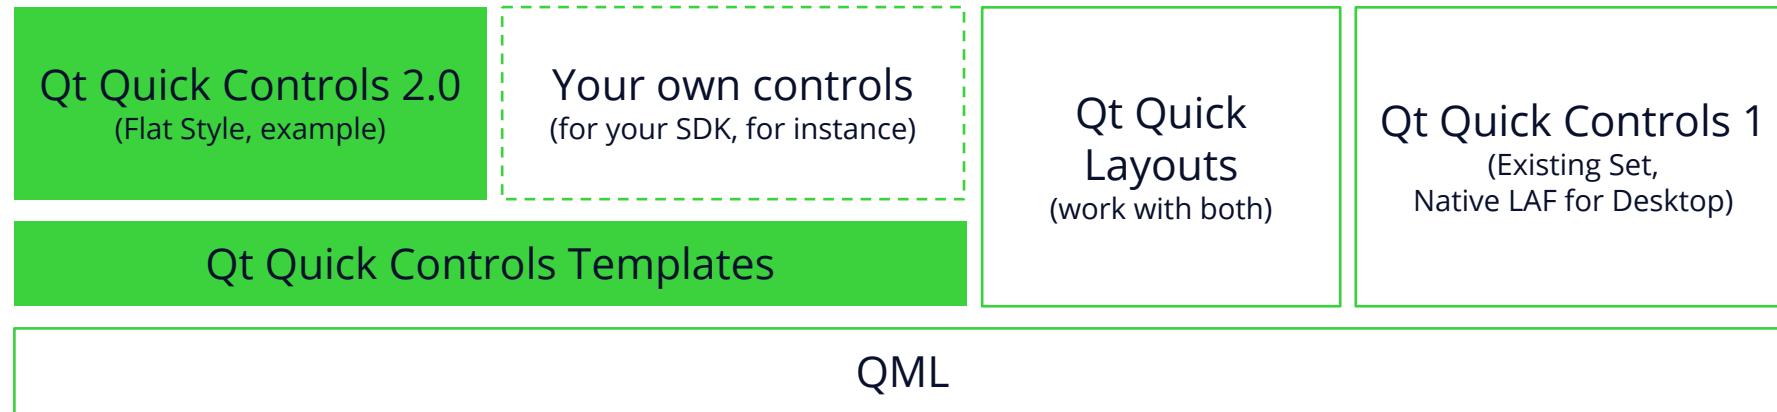 Qt Quick Controls 2.0
(Flat Style, example)
Your own controls
(for your SDK, for instance)
Qt Quick
Layouts
(work with both)
Qt Quick Controls 1
(Existing Set,
Native LAF for Desktop)
Qt Quick Controls Templates
QML